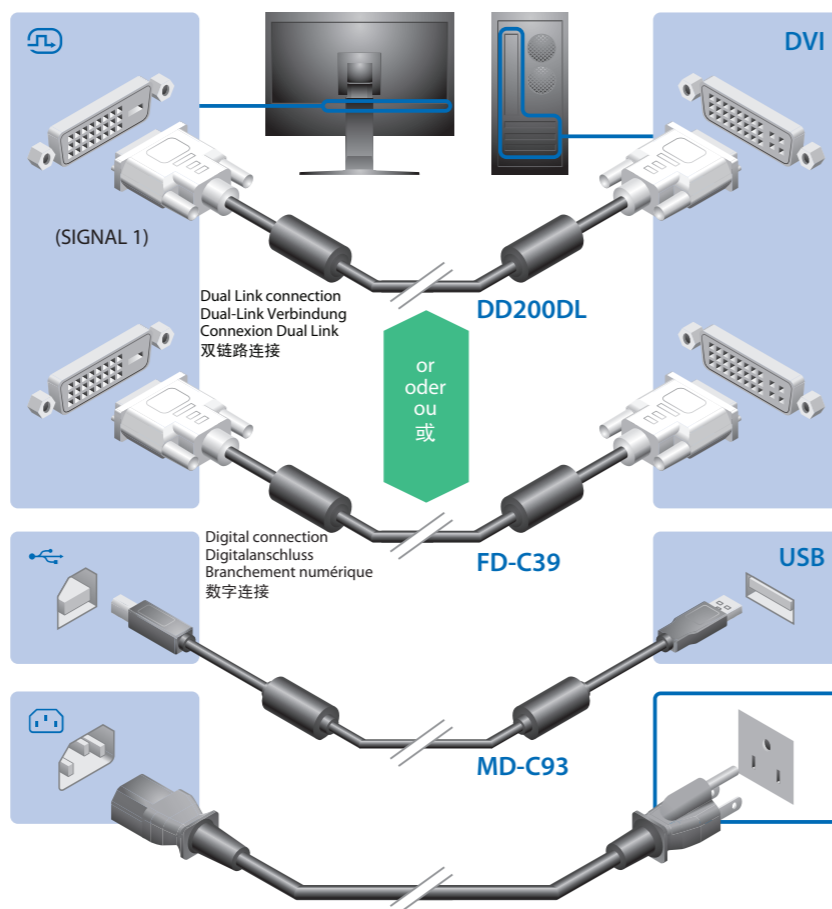 DVI
(SIGNAL 1)
Dual Link connection
Dual-Link Verbindung
Connexion Dual Link
双链路连接
DD200DL
or
oder
ou
或
Digital connection
Digitalanschluss
Branchement numérique
数字连接
FD-C39
USB
MD-C93